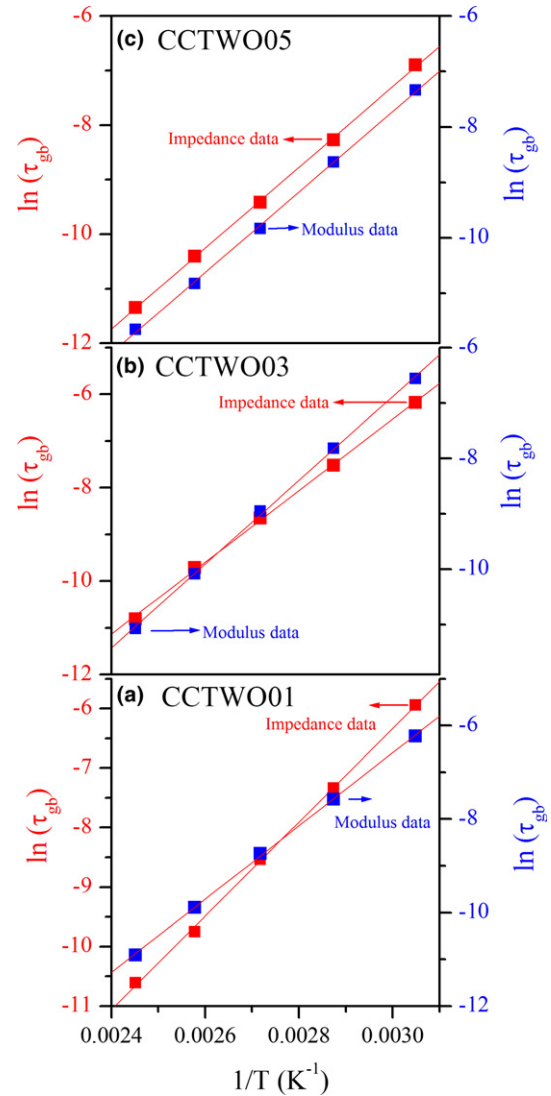 -6
-6
(c) CCTWO05
-8
-8
Impedance data
ln (τgb)
ln (τgb)
-10
-10
Modulus data
-12
-6
(b) CCTWO03
-6
Impedance data
-8
-8
ln (τgb)
ln (τgb)
-10
-10
Modulus data
-12
(a) CCTWO01
-6
Impedance data
-6
-7
-8
Modulus data
-8
ln (τgb)
ln (τgb)
-9
-10
-10
-11
-12
0.0024 0.0026 0.0028 0.0030
1/T (K⁻¹)